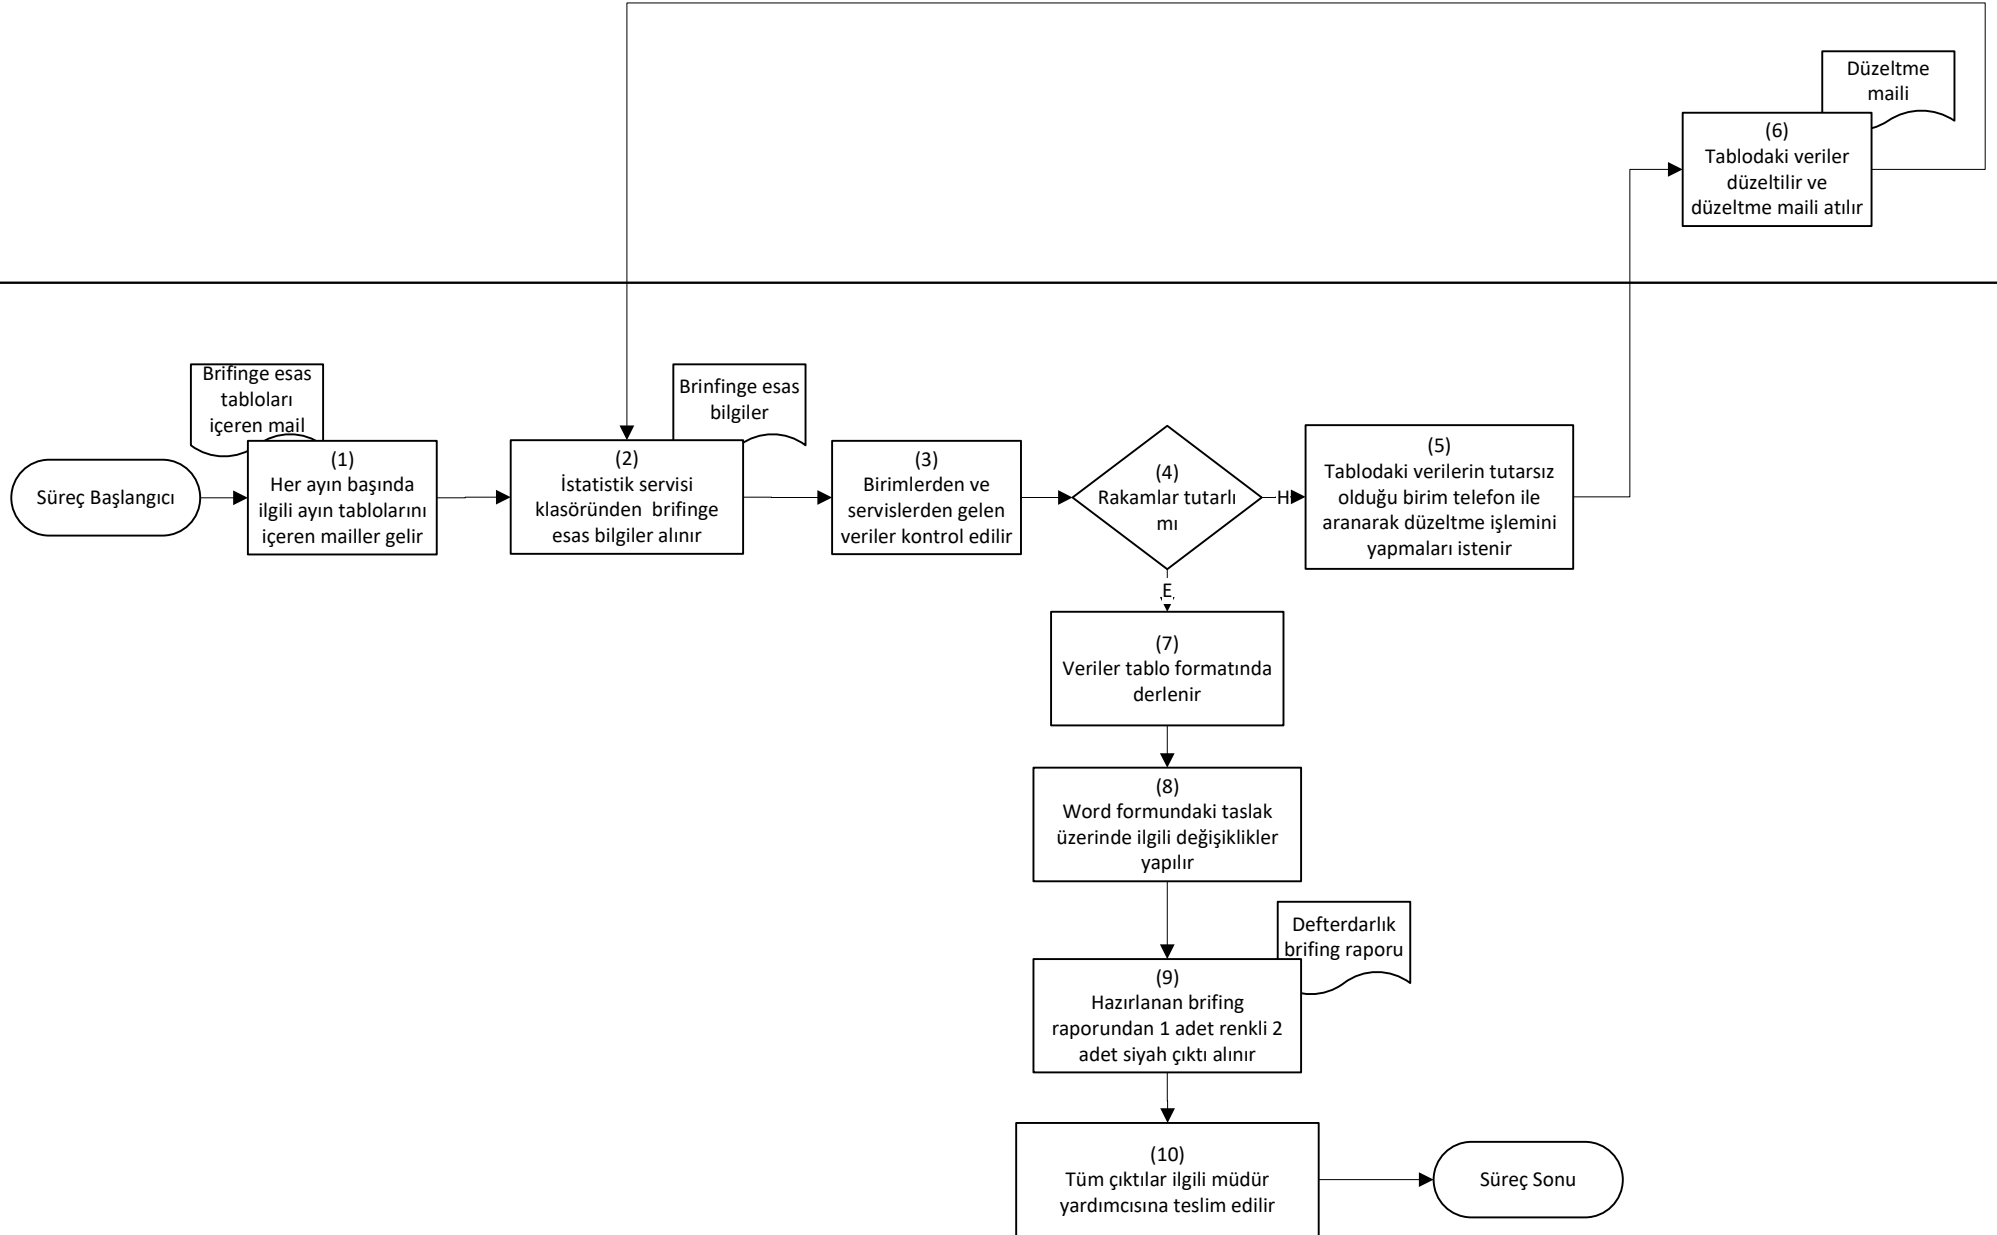 Düzeltme
maili
(6)
Tablodaki veriler
düzeltilir ve
düzeltme maili atılır
Brifinge esas
tabloları
içeren mail
Brinfinge esas
bilgiler
Süreç Başlangıcı
(1)
Her ayın başında
ilgili ayın tablolarını
içeren mailler gelir
(2)
İstatistik servisi
klasöründen brifinge
esas bilgiler alınır
(3)
Birimlerden ve
servislerden gelen
veriler kontrol edilir
(4)
Rakamlar tutarlı
mı
H
(5)
Tablodaki verilerin tutarsız
olduğu birim telefon ile
aranarak düzeltme işlemini
yapmaları istenir
E
(7)
Veriler tablo formatında
derlenir
(8)
Word formundaki taslak
üzerinde ilgili değişiklikler
yapılır
Defterdarlık
brifing raporu
(9)
Hazırlanan brifing
raporundan 1 adet renkli 2
adet siyah çıktı alınır
(10)
Tüm çıktılar ilgili müdür
yardımcısına teslim edilir
Süreç Sonu